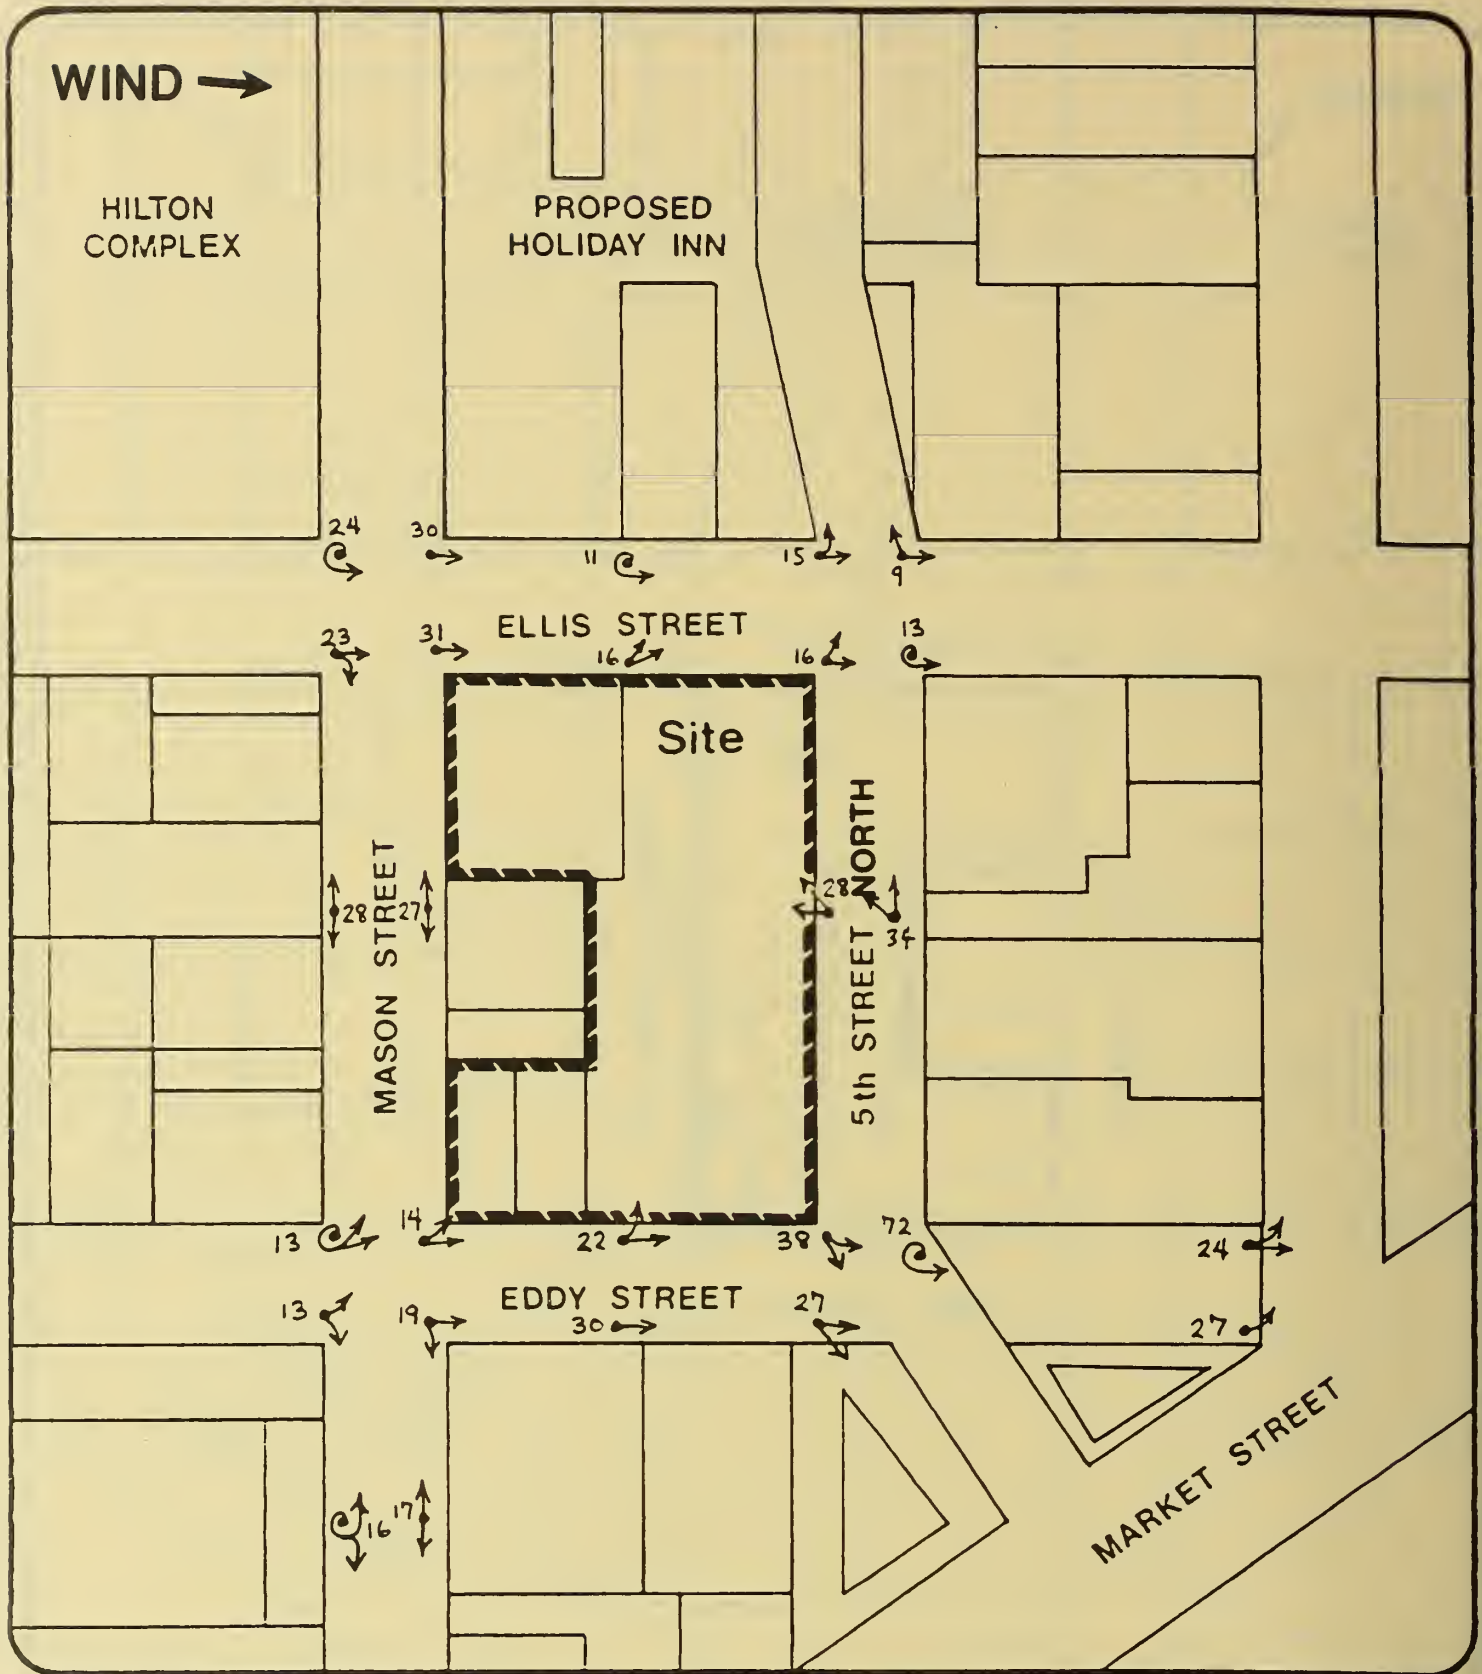 WIND
HILTON
COMPLEX
PROPOSED
HOLIDAY INN
24
30
11
15
9
ELLIS STREET
23
31
16
16
13
Site
MASON STREET
28
27
5th STREET NORTH
28
34
13
14
22
38
72
24
EDDY STREET
13
19
30
27
27
MARKET STREET
16
17